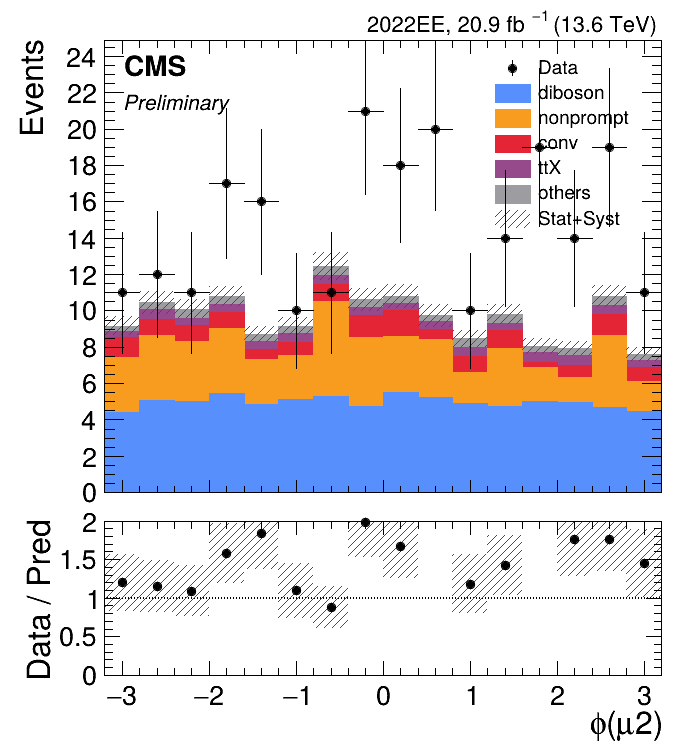 2022EE, 20.9 fb⁻¹ (13.6 TeV)
CMS
Preliminary
Events
24
22
20
18
16
14
12
10
8
6
4
2
0
Data
diboson
nonprompt
conv
ttX
others
Stat+Syst
Data / Pred
2
1.5
1
0.5
0
−3 −2 −1 0 1 2 3
ϕ(μ2)